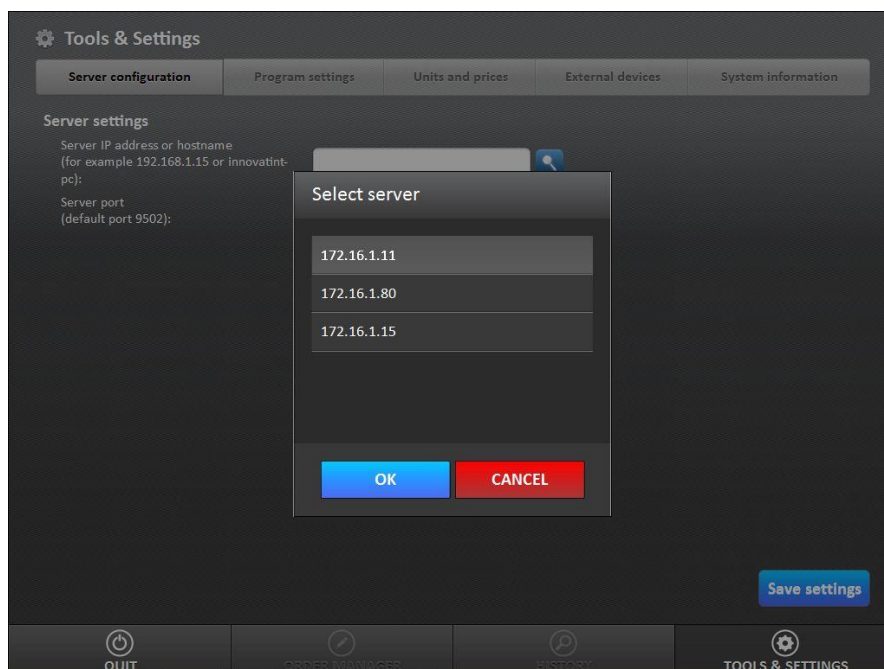 Tools & Settings
Server configuration
Program settings
Units and prices
External devices
System information
Server settings
Server IP address or hostname
(for example 192.168.1.15 or innovatint-
pc):
Server port
(default port 9502):
Select server
172.16.1.11
172.16.1.80
172.16.1.15
OK
CANCEL
Save settings
QUIT
ORDER MANAGER
HISTORY
TOOLS & SETTINGS